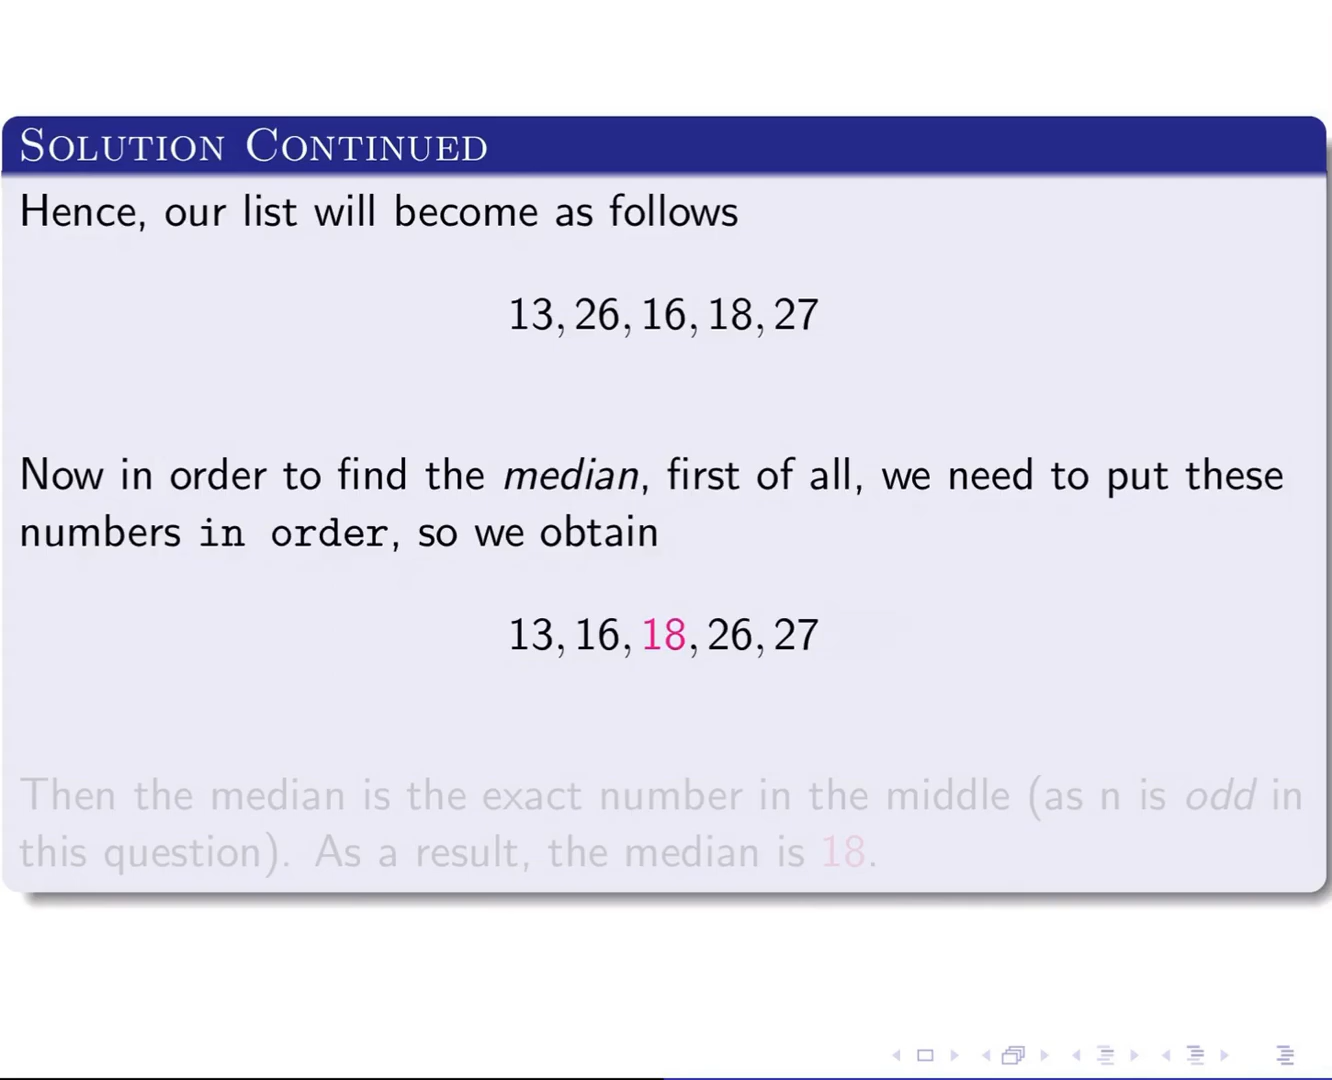 Solution Continued
Hence, our list will become as follows
13, 26, 16, 18, 27
Now in order to find the median, first of all, we need to put these
numbers in order, so we obtain
13, 16, 18, 26, 27
Then the median is the exact number in the middle (as n is odd in
this question). As a result, the median is 18.